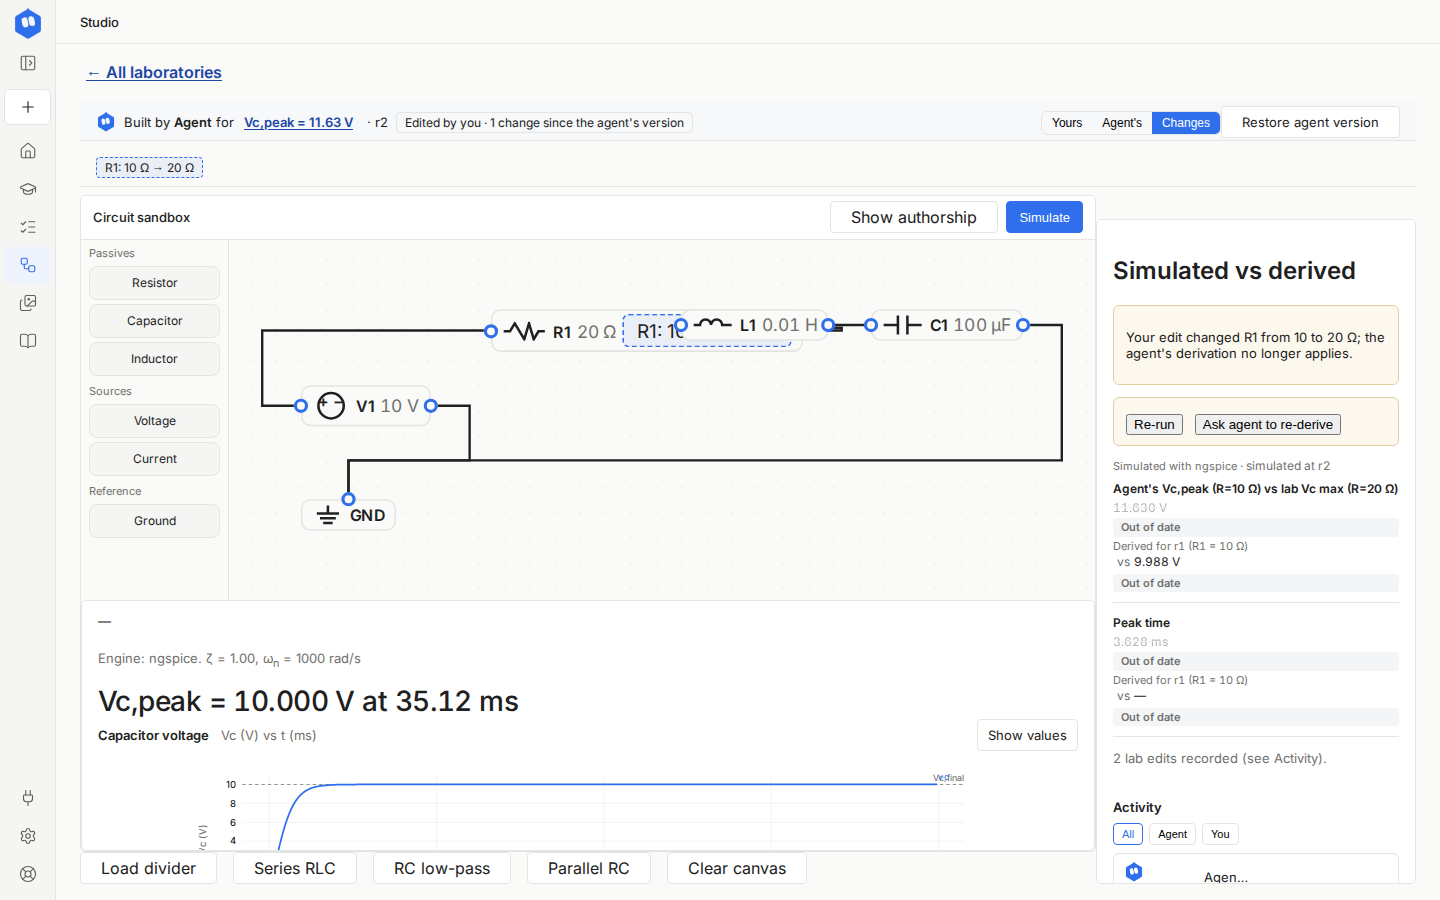 Studio
← All laboratories
Built by Agent for Vc,peak = 11.63 V · r2 Edited by you · 1 change since the agent's version
Yours Agent's Changes Restore agent version
R1: 10 Ω → 20 Ω
Circuit sandbox
Show authorship Simulate
Passives
Resistor
Capacitor
Inductor
Sources
Voltage
Current
Reference
Ground
R1 20 Ω R1: 10
L1 0.01 H
C1 100 µF
V1 10 V
GND
—
Engine: ngspice. ζ = 1.00, ωn = 1000 rad/s
Vc,peak = 10.000 V at 35.12 ms
Capacitor voltage Vc (V) vs t (ms)
Show values
10
8
6
4
Vc (V)
Load divider Series RLC RC low-pass Parallel RC Clear canvas
Simulated vs derived
Your edit changed R1 from 10 to 20 Ω; the
agent's derivation no longer applies.
Re-run Ask agent to re-derive
Simulated with ngspice · simulated at r2
Agent's Vc,peak (R=10 Ω) vs lab Vc max (R=20 Ω)
11.630 V
Out of date
Derived for r1 (R1 = 10 Ω)
vs 9.988 V
Out of date
Peak time
3.628 ms
Out of date
Derived for r1 (R1 = 10 Ω)
vs —
Out of date
2 lab edits recorded (see Activity).
Activity
All Agent You
Agen...